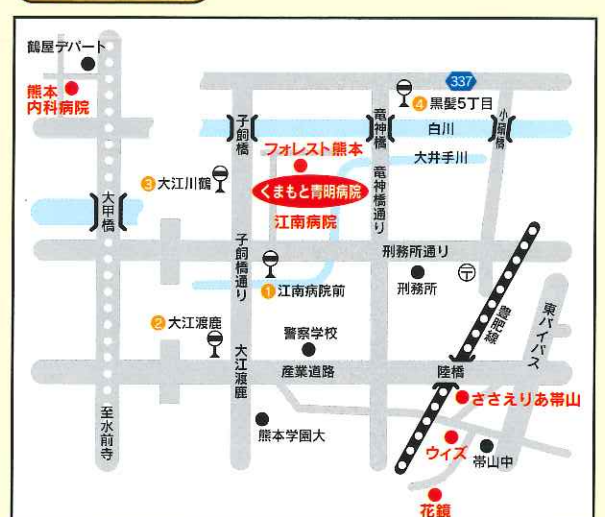 鶴屋デパート
熊本
内科病院
337
④黒髪5丁目
子飼橋
竜神橋
白川
小磧橋
大井手川
フォレスト熊本
③大江川鶴
くまもと青明病院
竜神橋通り
江南病院
大甲橋
子飼橋通り
刑務所通り
①江南病院前
刑務所
〒
②大江渡鹿
豊肥線
東バイパス
警察学校
大江渡鹿
産業道路
陸橋
ささえりあ帯山
至水前寺
熊本学園大
ウィズ
帯山中
花鏡